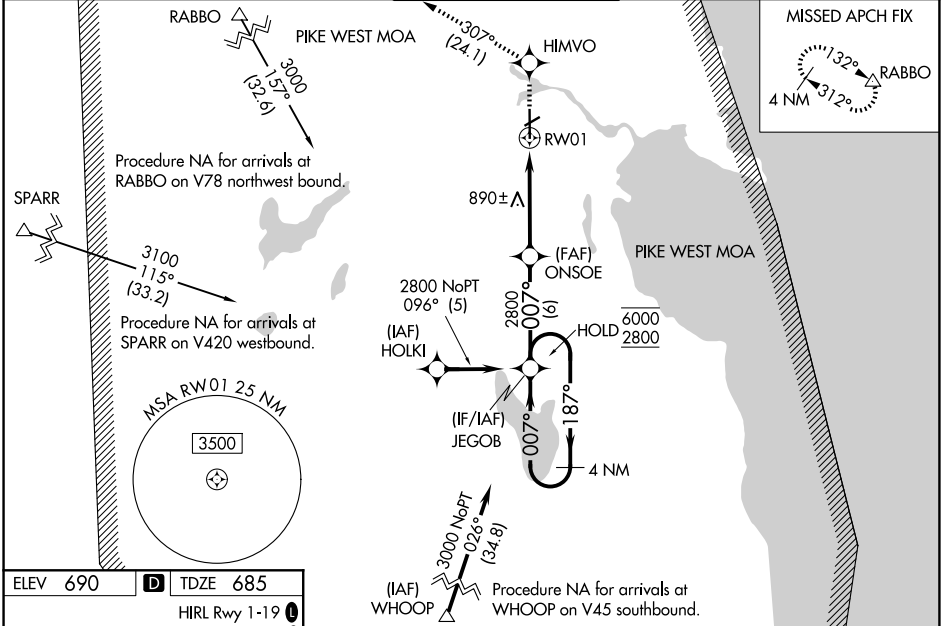 RABBO
PIKE WEST MOA
307°
(24.1)
HIMVO
3000
157°
(32.6)
MISSED APCH FIX
132°
RABBO
312°
4 NM
RW01
Procedure NA for arrivals at
RABBO on V78 northwest bound.
SPARR
890±
3100
115°
(33.2)
(FAF)
ONSOE
PIKE WEST MOA
2800 NoPT
096° (5)
2800
007°
(6)
HOLD
6000
2800
Procedure NA for arrivals at
SPARR on V420 westbound.
(IAF)
HOLKI
MSA RW01 25 NM
3500
(IF/IAF)
JEGOB
007°
187°
4 NM
3000 NoPT
026°
(34.8)
ELEV 690
D
TDZE 685
HIRL Rwy 1-19 L
(IAF)
WHOOP
Procedure NA for arrivals at
WHOOP on V45 southbound.